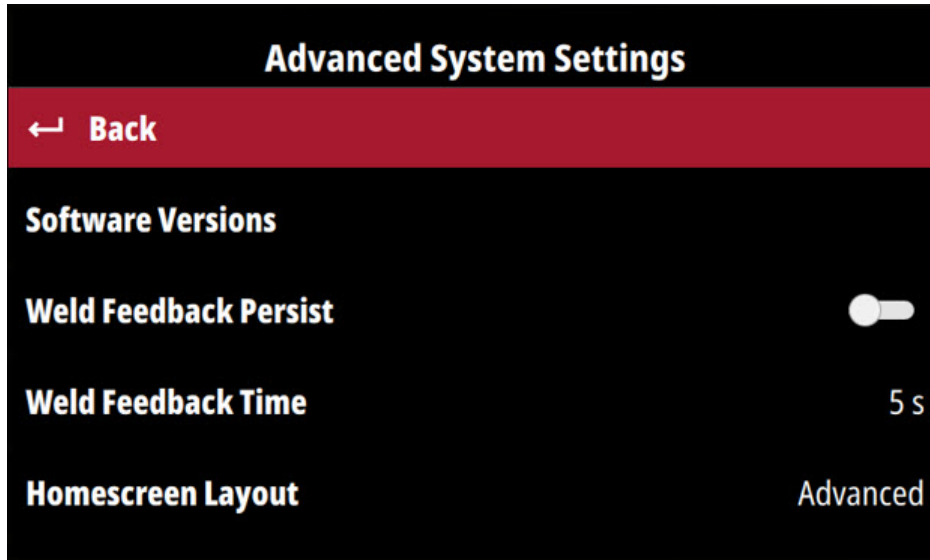 Advanced System Settings
Back
Software Versions
Weld Feedback Persist
Weld Feedback Time 5 s
Homescreen Layout Advanced